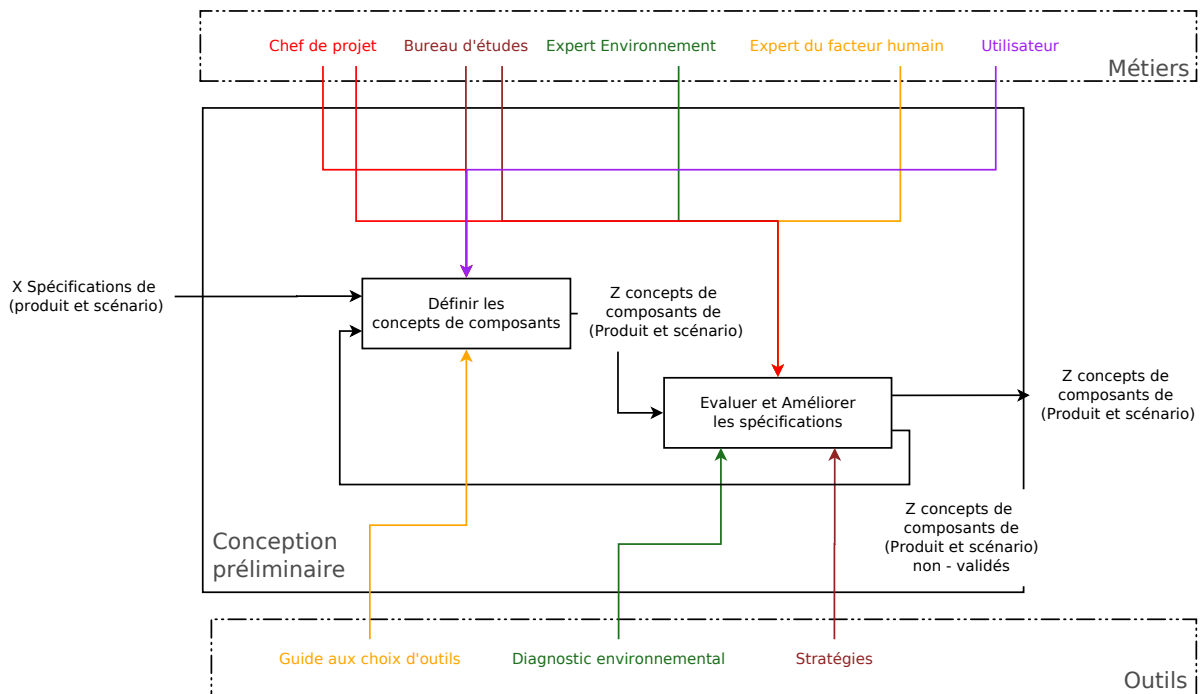 Chef de projet
Bureau d'études
Expert Environnement
Expert du facteur humain
Utilisateur
Métiers
X Spécifications de
(produit et scénario)
Définir les
concepts de composants
Z concepts de
composants de
(Produit et scénario)
Evaluer et Améliorer
les spécifications
Z concepts de
composants de
(Produit et scénario)
Z concepts de
composants de
(Produit et scénario)
non - validés
Conception
préliminaire
Guide aux choix d'outils
Diagnostic environnemental
Stratégies
Outils